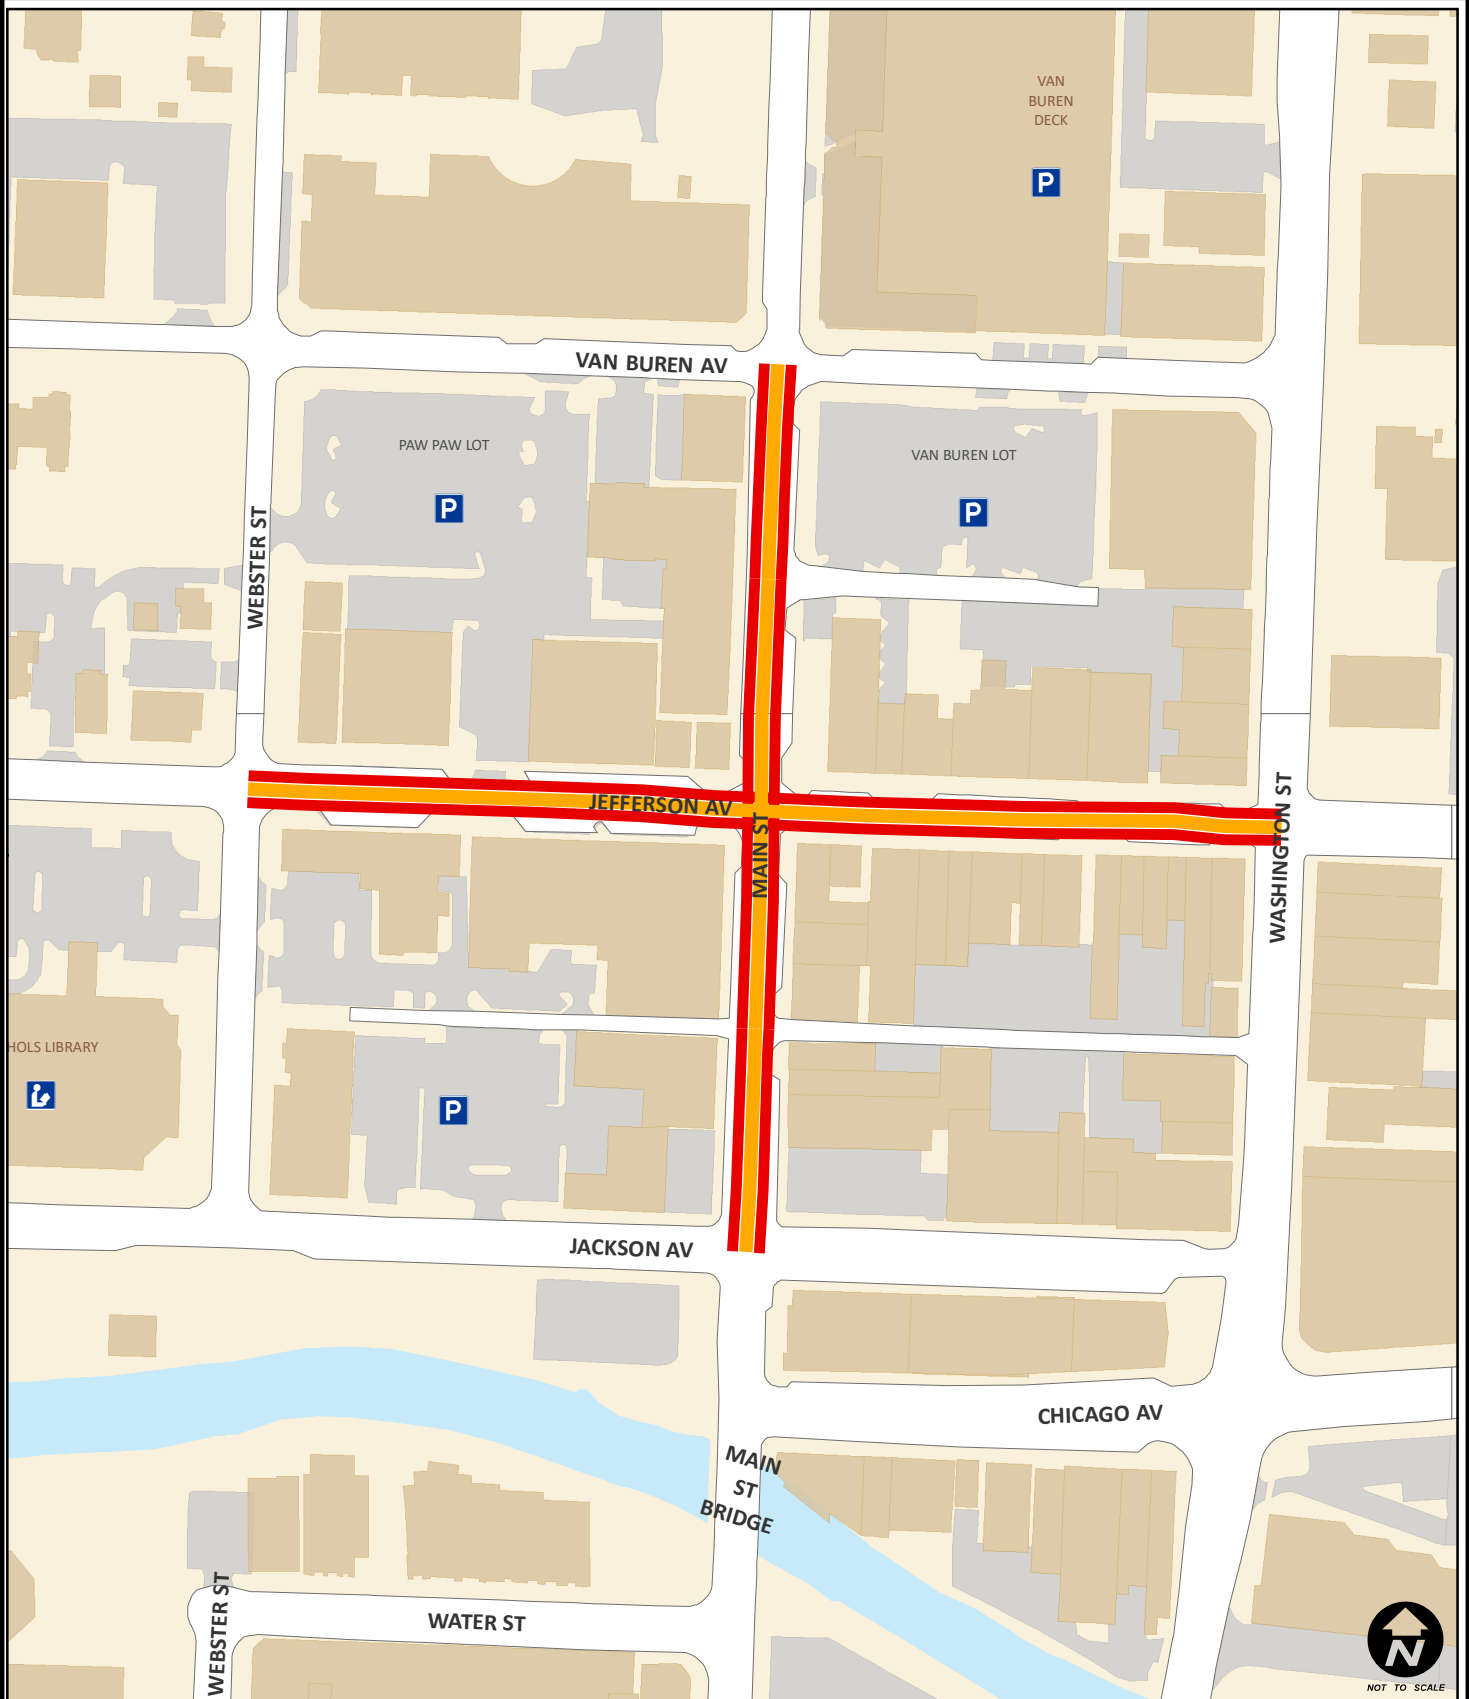 VAN
BUREN
DECK
P
VAN BUREN AV
PAW PAW LOT
VAN BUREN LOT
P
P
WEBSTER ST
JEFFERSON AV
MAIN ST
WASHINGTON ST
HOLS LIBRARY
P
JACKSON AV
CHICAGO AV
MAIN
ST
BRIDGE
WEBSTER ST
WATER ST
N
NOT TO SCALE